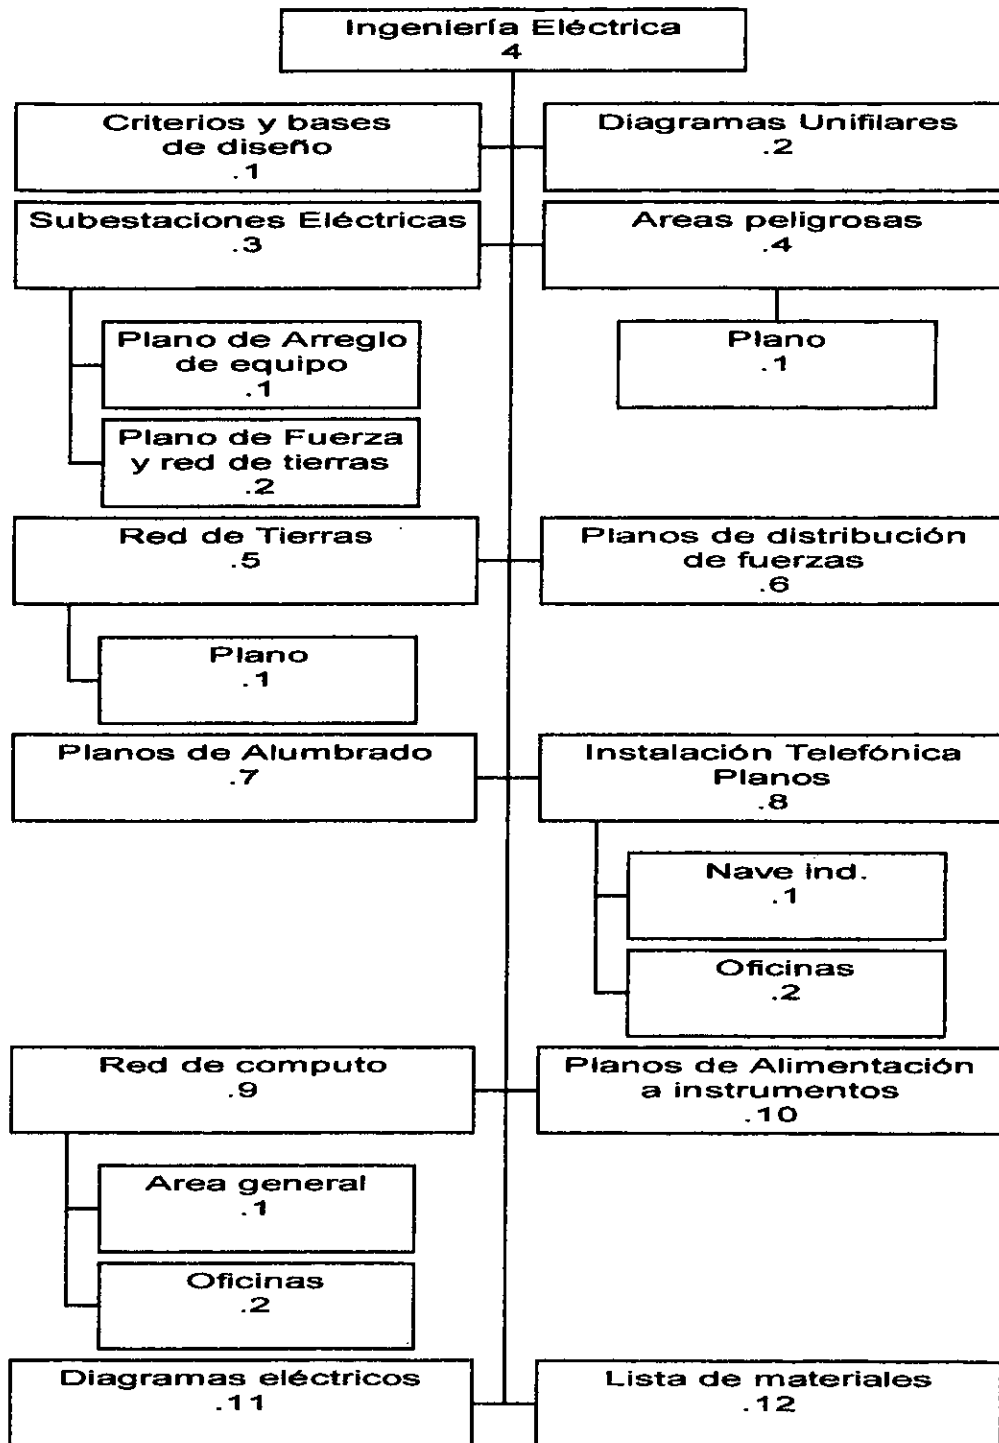 Ingeniería Eléctrica
4
Criterios y bases
de diseño
.1
Diagramas Unifilares
.2
Subestaciones Eléctricas
.3
Areas peligrosas
.4
Plano de Arreglo
de equipo
.1
Plano
.1
Plano de Fuerza
y red de tierras
.2
Red de Tierras
.5
Planos de distribución
de fuerzas
.6
Plano
.1
Planos de Alumbrado
.7
Instalación Telefónica
Planos
.8
Nave ind.
.1
Oficinas
.2
Red de computo
.9
Planos de Alimentación
a instrumentos
.10
Area general
.1
Oficinas
.2
Diagramas eléctricos
.11
Lista de materiales
.12